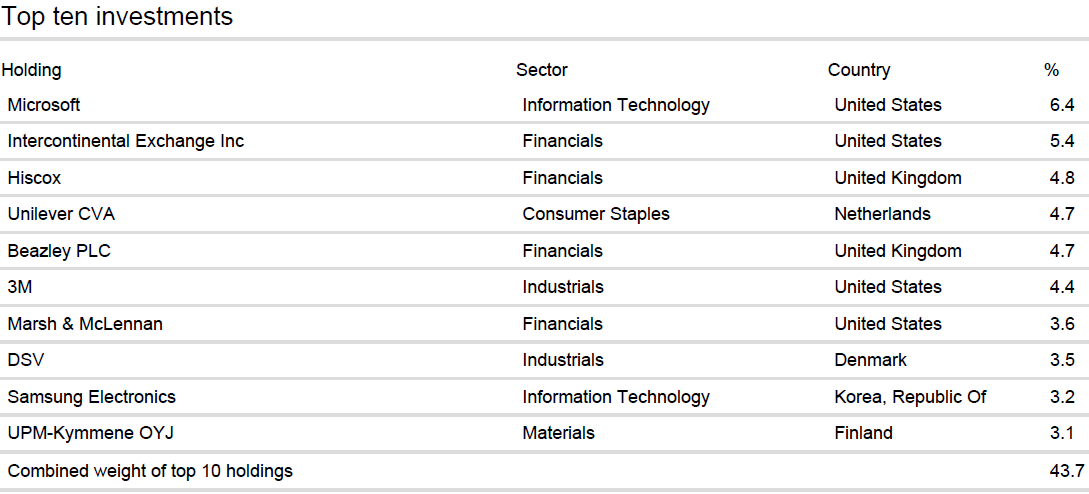 Top ten investments
Holding Sector Country %
Microsoft Information Technology United States 6.4
Intercontinental Exchange Inc Financials United States 5.4
Hiscox Financials United Kingdom 4.8
Unilever CVA Consumer Staples Netherlands 4.7
Beazley PLC Financials United Kingdom 4.7
3M Industrials United States 4.4
Marsh & McLennan Financials United States 3.6
DSV Industrials Denmark 3.5
Samsung Electronics Information Technology Korea, Republic Of 3.2
UPM-Kymmene OYJ Materials Finland 3.1
Combined weight of top 10 holdings 43.7